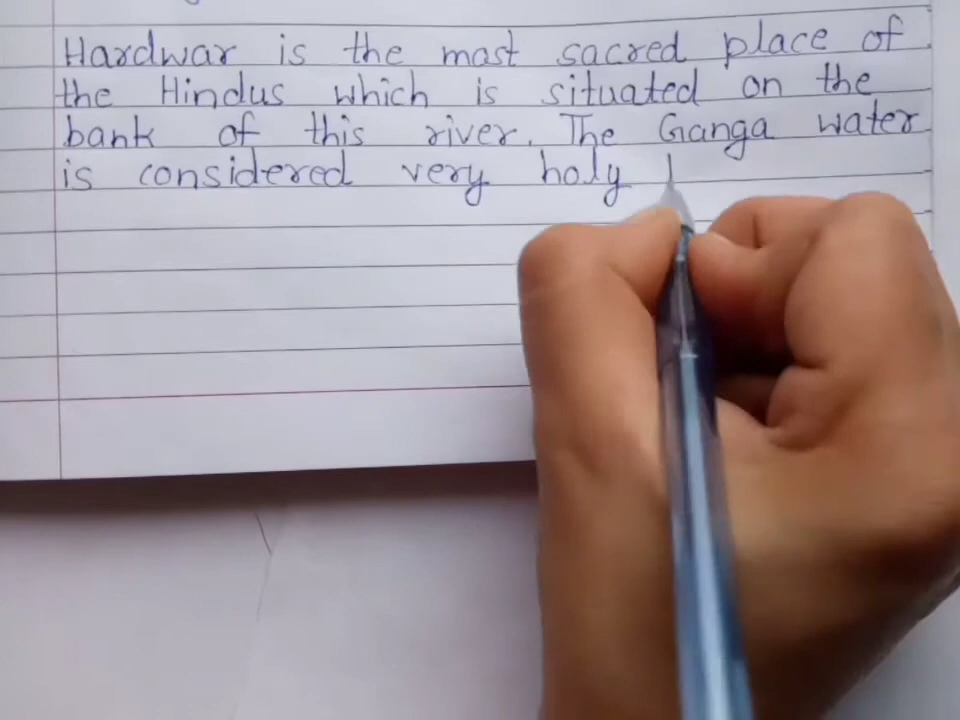 Hardwar is the most sacred place of
the Hindus which is situated on the
bank of this river. The Ganga water
is considered very holy